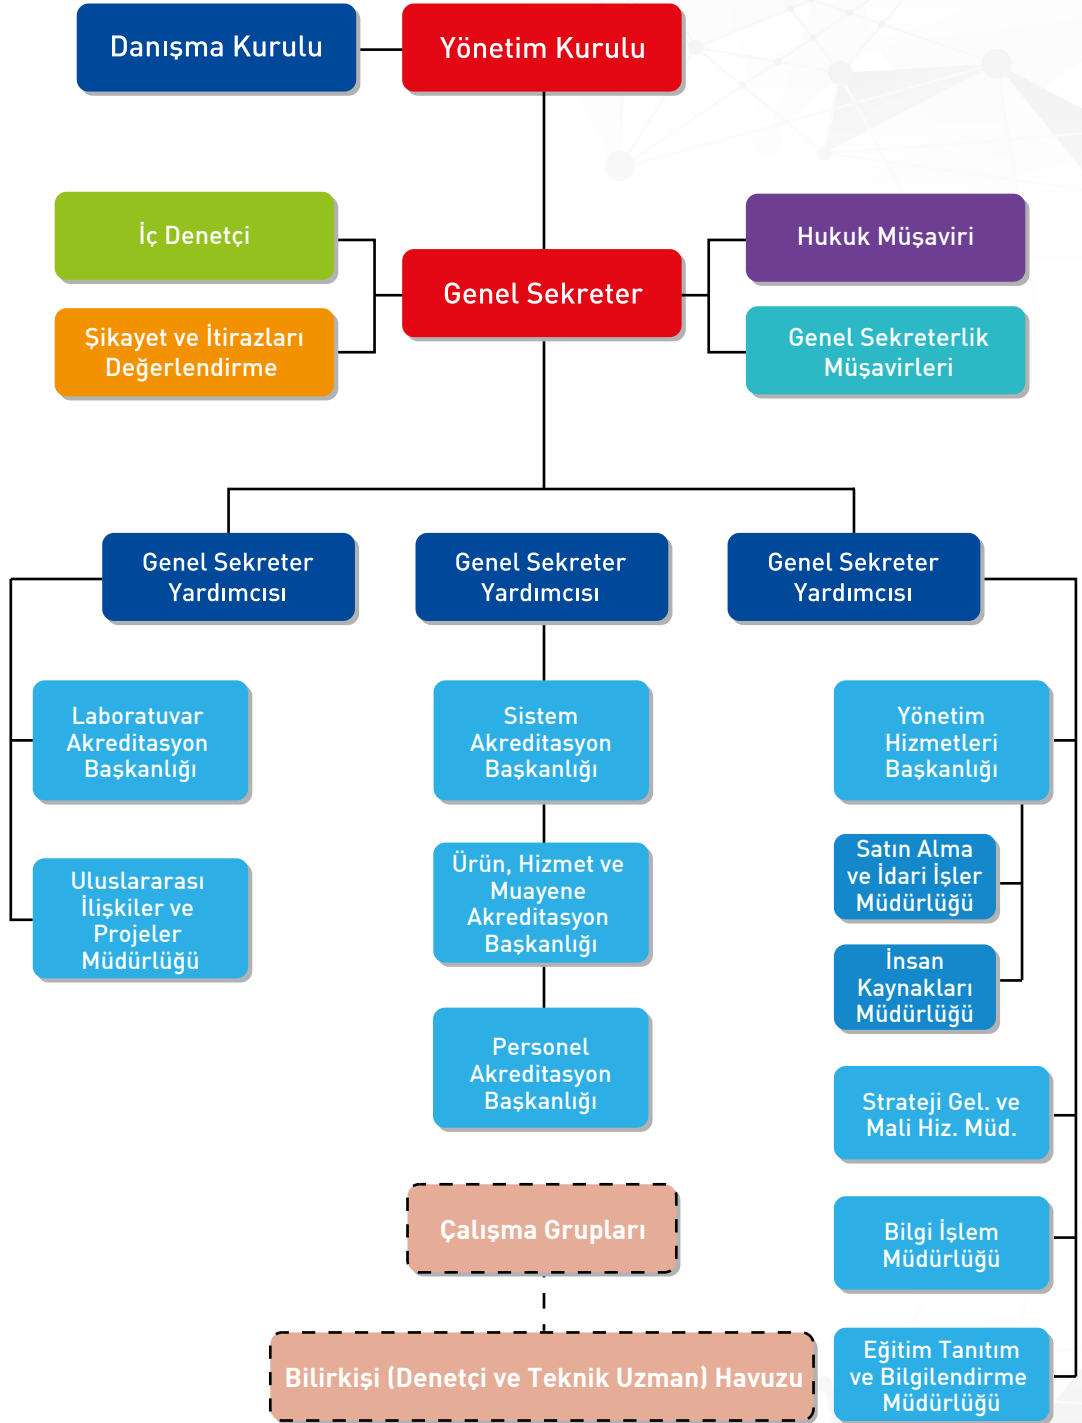 Danışma Kurulu
Yönetim Kurulu
İç Denetçi
Hukuk Müşaviri
Genel Sekreter
Şikayet ve İtirazları
Değerlendirme
Genel Sekreterlik
Müşavirleri
Genel Sekreter
Yardımcısı
Genel Sekreter
Yardımcısı
Genel Sekreter
Yardımcısı
Laboratuvar
Akreditasyon
Başkanlığı
Uluslararası
İlişkiler ve
Projeler
Müdürlüğü
Sistem
Akreditasyon
Başkanlığı
Ürün, Hizmet ve
Muayene
Akreditasyon
Başkanlığı
Personel
Akreditasyon
Başkanlığı
Yönetim
Hizmetleri
Başkanlığı
Satın Alma
ve İdari İşler
Müdürlüğü
İnsan
Kaynakları
Müdürlüğü
Strateji Gel. ve
Mali Hiz. Müd.
Bilgi İşlem
Müdürlüğü
Eğitim Tanıtım
ve Bilgilendirme
Müdürlüğü
Çalışma Grupları
Bilirkişi (Denetçi ve Teknik Uzman) Havuzu